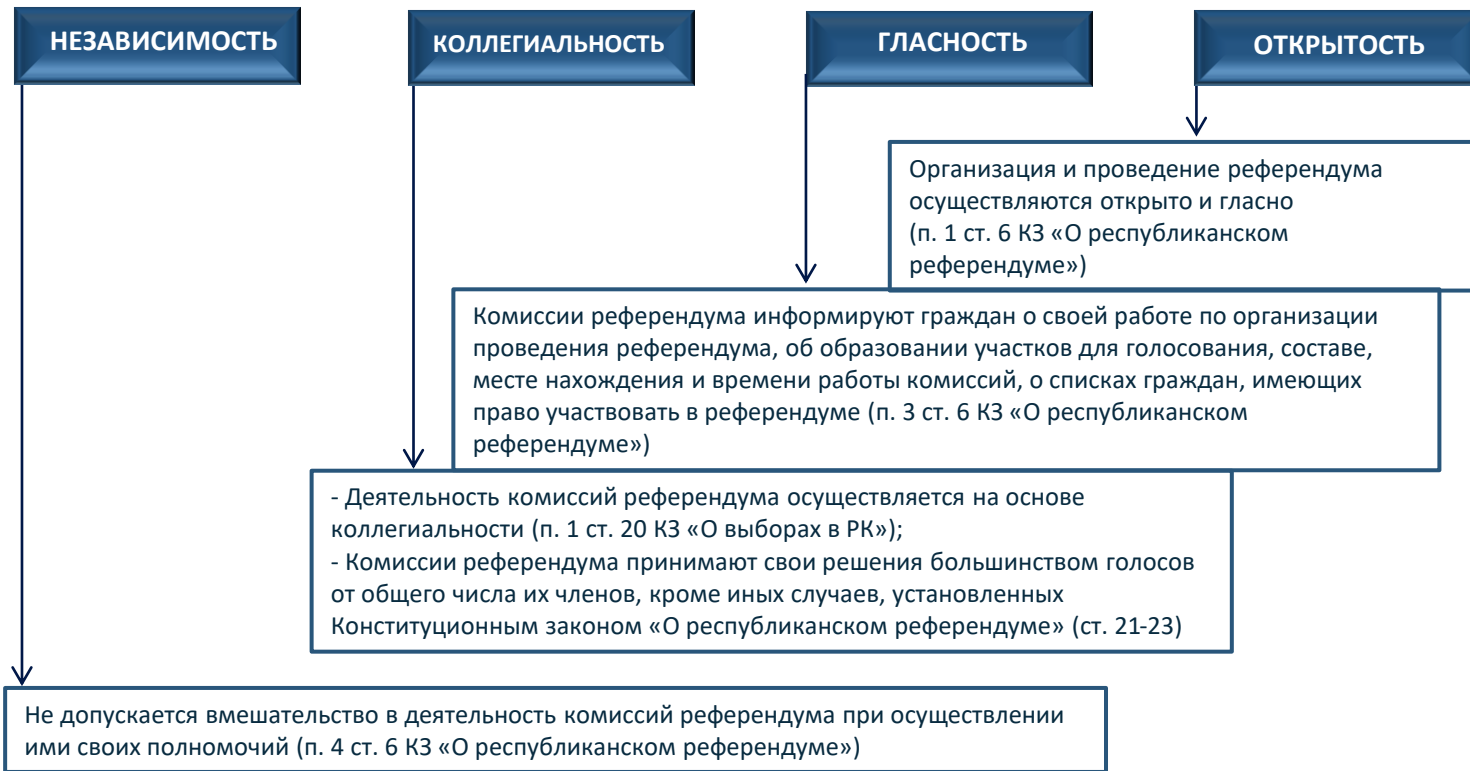 НЕЗАВИСИМОСТЬ
КОЛЛЕГИАЛЬНОСТЬ
ГЛАСНОСТЬ
ОТКРЫТОСТЬ
Организация и проведение референдума
осуществляются открыто и гласно
(п. 1 ст. 6 КЗ «О республиканском
референдуме»)
Комиссии референдума информируют граждан о своей работе по организации
проведения референдума, об образовании участков для голосования, составе,
месте нахождения и времени работы комиссий, о списках граждан, имеющих
право участвовать в референдуме (п. 3 ст. 6 КЗ «О республиканском
референдуме»)
- Деятельность комиссий референдума осуществляется на основе
коллегиальности (п. 1 ст. 20 КЗ «О выборах в РК»);
- Комиссии референдума принимают свои решения большинством голосов
от общего числа их членов, кроме иных случаев, установленных
Конституционным законом «О республиканском референдуме» (ст. 21-23)
Не допускается вмешательство в деятельность комиссий референдума при осуществлении
ими своих полномочий (п. 4 ст. 6 КЗ «О республиканском референдуме»)